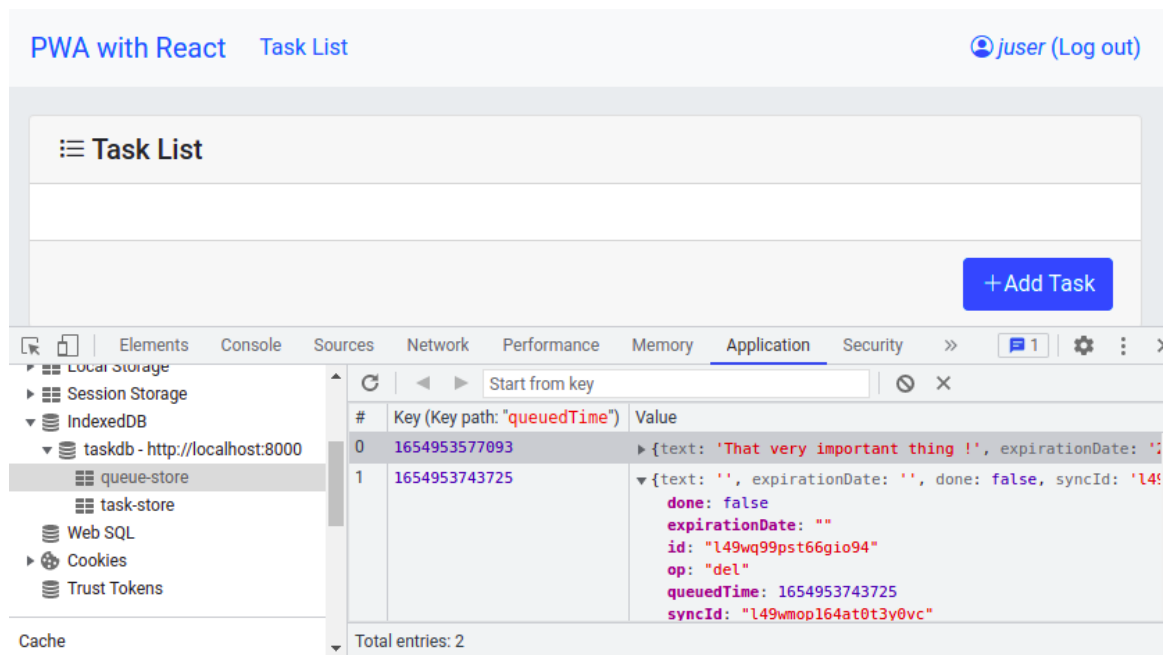 PWA with React Task List juser (Log out)
Task List
+Add Task
Elements Console Sources Network Performance Memory Application Security » 1
Local Storage
Session Storage
IndexedDB
taskdb - http://localhost:8000
queue-store
task-store
Web SQL
Cookies
Trust Tokens
Cache
Start from key
# Key (Key path: "queuedTime") Value
0 1654953577093 {text: 'That very important thing !', expirationDate: '2
1 1654953743725 {text: '', expirationDate: '', done: false, syncId: 'l49
done: false
expirationDate: ""
id: "l49wq99pst66gio94"
op: "del"
queuedTime: 1654953743725
syncId: "l49wmop164at0t3y0vc"
Total entries: 2